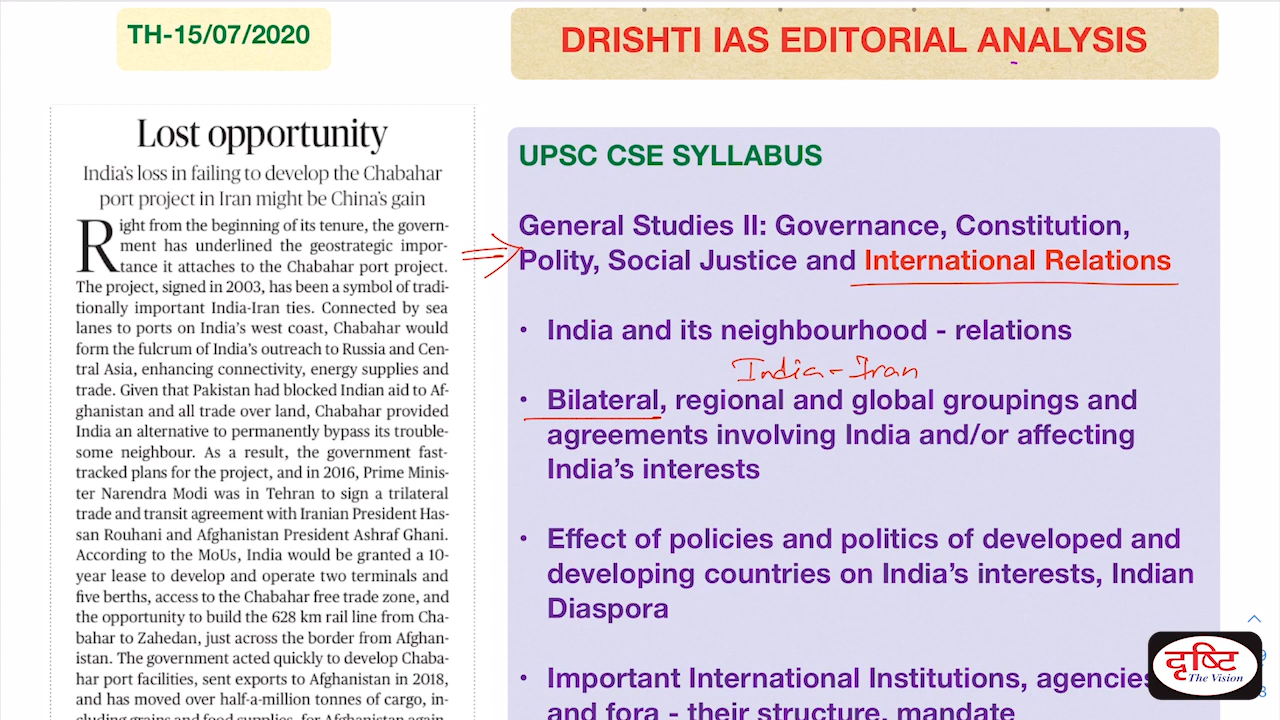 TH-15/07/2020
DRISHTI IAS EDITORIAL ANALYSIS
Lost opportunity
India's loss in failing to develop the Chabahar
port project in Iran might be China's gain
Right from the beginning of its tenure, the govern-
ment has underlined the geostrategic impor-
tance it attaches to the Chabahar port project.
The project, signed in 2003, has been a symbol of tradi-
tionally important India-Iran ties. Connected by sea
lanes to ports on India's west coast, Chabahar would
form the fulcrum of India's outreach to Russia and Cen-
tral Asia, enhancing connectivity, energy supplies and
trade. Given that Pakistan had blocked Indian aid to Af-
ghanistan and all trade over land, Chabahar provided
India an alternative to permanently bypass its trouble-
some neighbour. As a result, the government fast-
tracked plans for the project, and in 2016, Prime Minis-
ter Narendra Modi was in Tehran to sign a trilateral
trade and transit agreement with Iranian President Has-
san Rouhani and Afghanistan President Ashraf Ghani.
According to the MoUs, India would be granted a 10-
year lease to develop and operate two terminals and
five berths, access to the Chabahar free trade zone, and
the opportunity to build the 628 km rail line from Cha-
bahar to Zahedan, just across the border from Afghan-
istan. The government acted quickly to develop Chaba-
har port facilities, sent exports to Afghanistan in 2018,
and has moved over half-a-million tonnes of cargo, in-
cluding grains and food supplies, for Afghanistan again
UPSC CSE SYLLABUS
General Studies II: Governance, Constitution,
Polity, Social Justice and International Relations
• India and its neighbourhood - relations
India - Iran
• Bilateral, regional and global groupings and
agreements involving India and/or affecting
India's interests
• Effect of policies and politics of developed and
developing countries on India's interests, Indian
Diaspora
• Important International Institutions, agencies
and fora - their structure, mandate
दृष्टि
The Vision